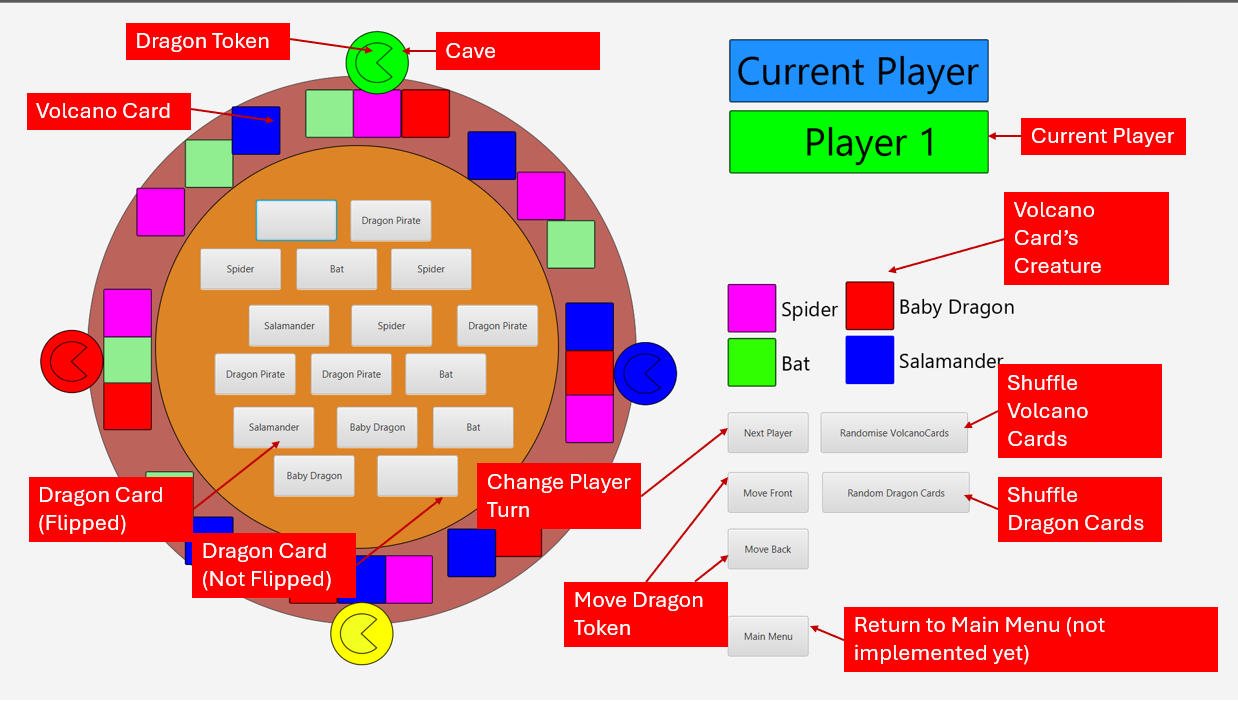 Dragon Token
Cave
Current Player
Volcano Card
Player 1
Current Player
Dragon Pirate
Volcano
Card's
Creature
Spider
Bat
Spider
Spider
Baby Dragon
Salamander
Spider
Dragon Pirate
Bat
Salamander
Dragon Pirate
Dragon Pirate
Bat
Shuffle
Volcano
Cards
Salamander
Baby Dragon
Bat
Next Player
Randomise VolcanoCards
Baby Dragon
Change Player
Turn
Move Front
Random Dragon Cards
Shuffle
Dragon Cards
Dragon Card
(Flipped)
Dragon Card
(Not Flipped)
Move Back
Move Dragon
Token
Main Menu
Return to Main Menu (not
implemented yet)